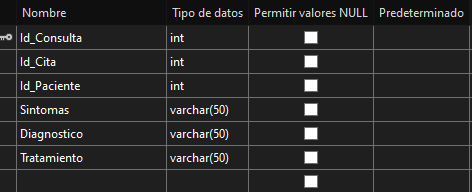 Nombre Tipo de datos Permitir valores NULL Predeterminado
Id_Consulta int
Id_Cita int
Id_Paciente int
Sintomas varchar(50)
Diagnostico varchar(50)
Tratamiento varchar(50)